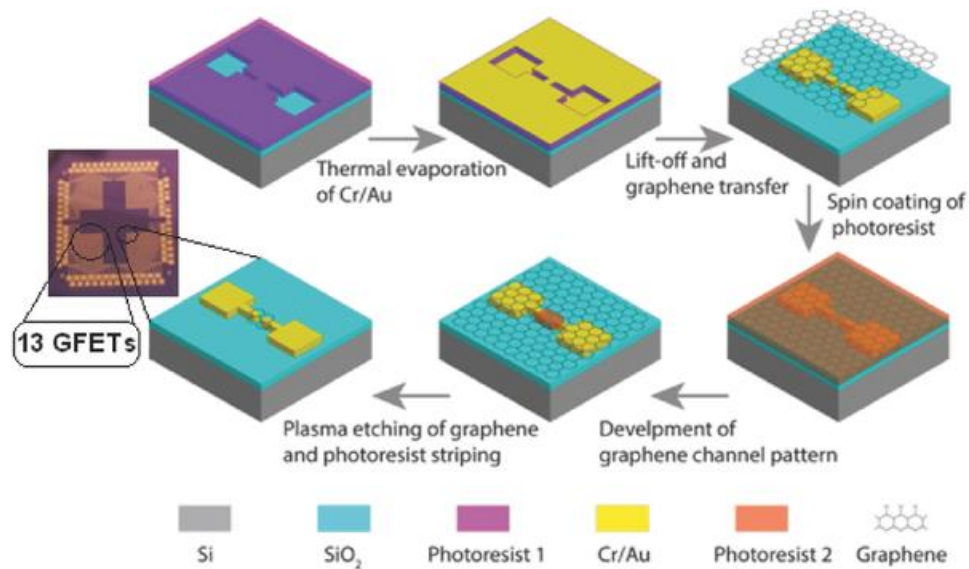 Thermal evaporation
of Cr/Au
Lift-off and
graphene transfer
Spin coating of
photoresist
13 GFETs
Plasma etching of graphene
and photoresist striping
Develpment of
graphene channel pattern
Si
SiO₂
Photoresist 1
Cr/Au
Photoresist 2
Graphene